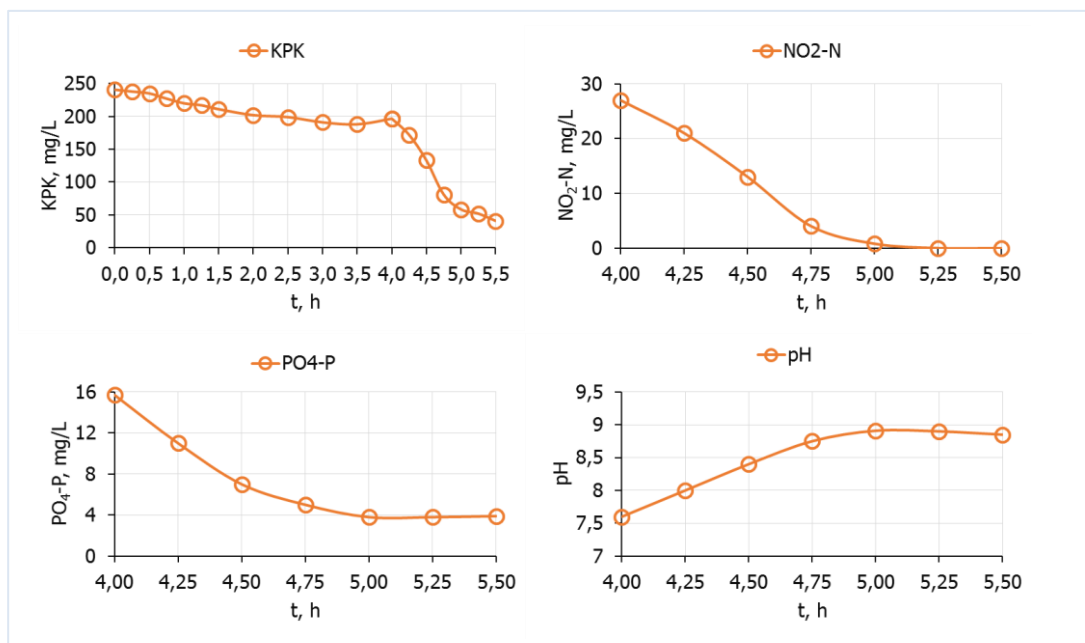 KPK
KPK, mg/L
250
200
150
100
50
0
0,0 0,5 1,0 1,5 2,0 2,5 3,0 3,5 4,0 4,5 5,0 5,5
t, h
NO2-N
NO₂-N, mg/L
30
20
10
0
4,00 4,25 4,50 4,75 5,00 5,25 5,50
t, h
PO4-P
PO₄-P, mg/L
16
12
8
4
0
4,00 4,25 4,50 4,75 5,00 5,25 5,50
t, h
pH
pH
9,5
9
8,5
8
7,5
7
4,00 4,25 4,50 4,75 5,00 5,25 5,50
t, h